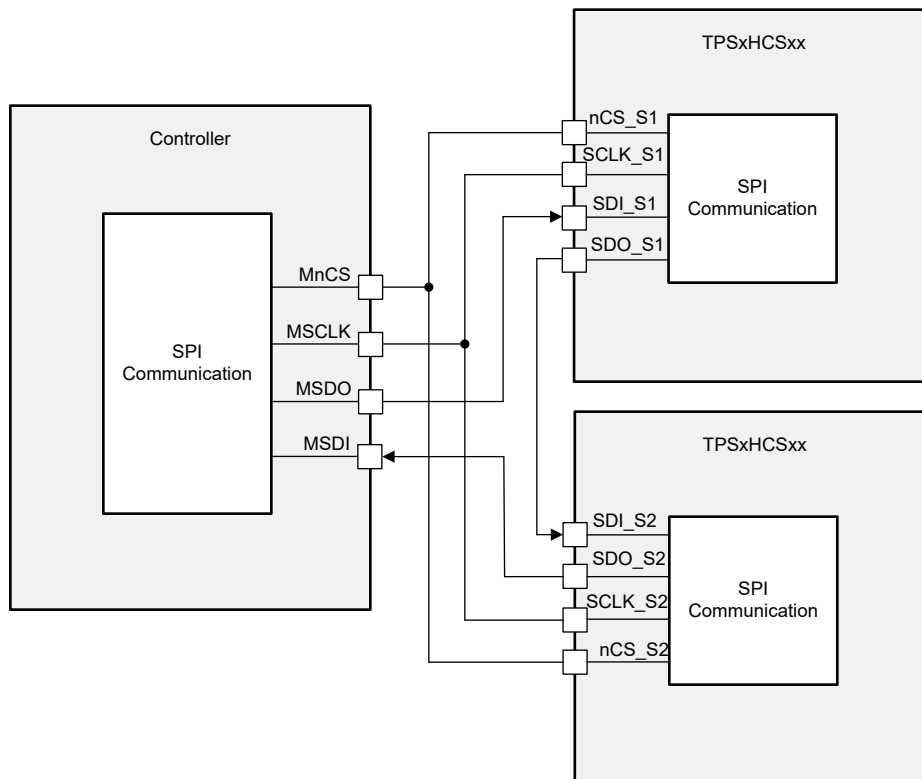 TPSxHCSxx
nCS_S1
SCLK_S1
SDI_S1
SDO_S1
SPI
Communication
Controller
MnCS
MSCLK
MSDO
MSDI
SPI
Communication
TPSxHCSxx
SDI_S2
SDO_S2
SCLK_S2
nCS_S2
SPI
Communication